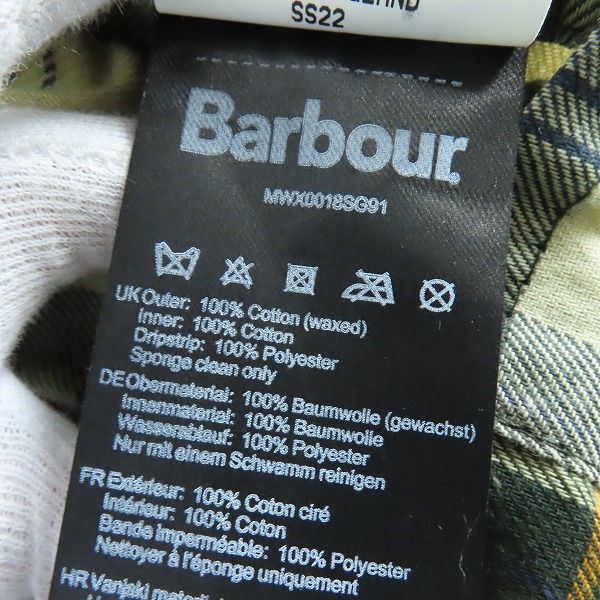 SS22
Barbour
MWX0018SG91
UK Outer: 100% Cotton (waxed)
Inner: 100% Cotton
Dripstrip: 100% Polyester
Sponge clean only
DE Obermaterial: 100% Baumwolle (gewachst)
Innenmaterial: 100% Baumwolle
Wasserablauf: 100% Polyester
Nur mit einem Schwamm reinigen
FR Extérieur: 100% Coton ciré
Intérieur: 100% Coton
Bande imperméable: 100% Polyester
Nettoyer à l'éponge uniquement
HR Vanjski